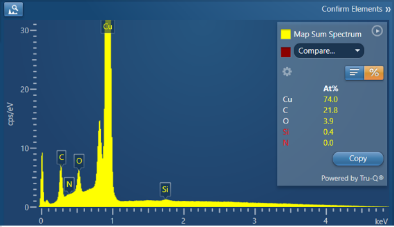 Confirm Elements »
30
20
10
0
cps/eV
Cu
C
N
O
Si
0 1 2 3 4 keV
Map Sum Spectrum
Compare...
%
At%
Cu 74.0
C 21.8
O 3.9
Si 0.4
N 0.0
Copy
Powered by Tru-Q®